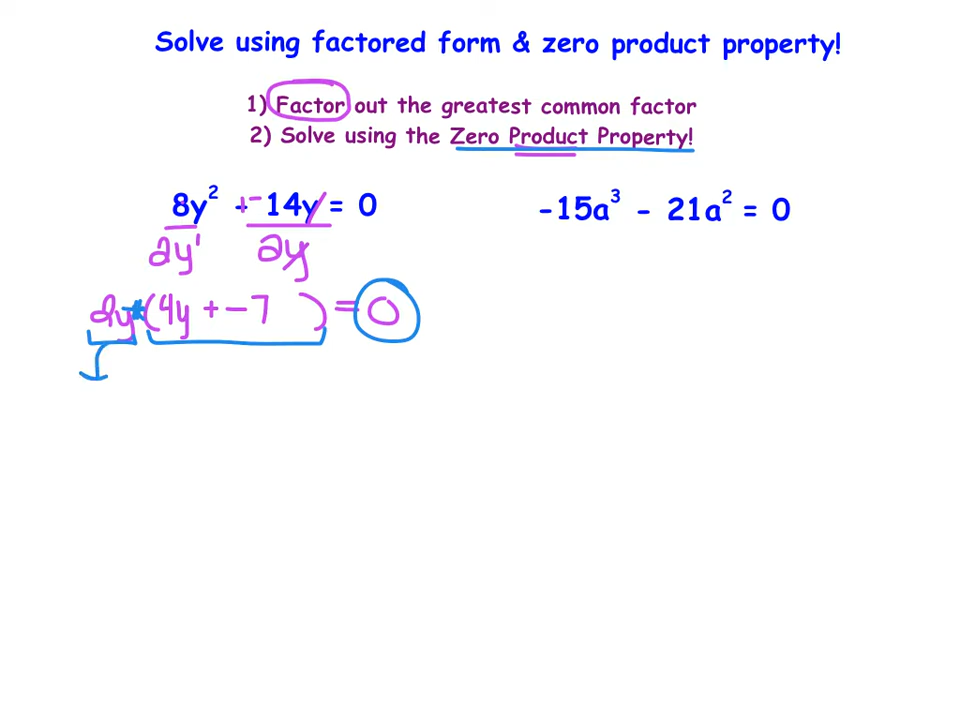 Solve using factored form & zero product property!
1) Factor out the greatest common factor
2) Solve using the Zero Product Property!
8y² +- 14y = 0
-15a³ - 21a² = 0
2y¹ 2y
2y*(4y + -7 ) = 0